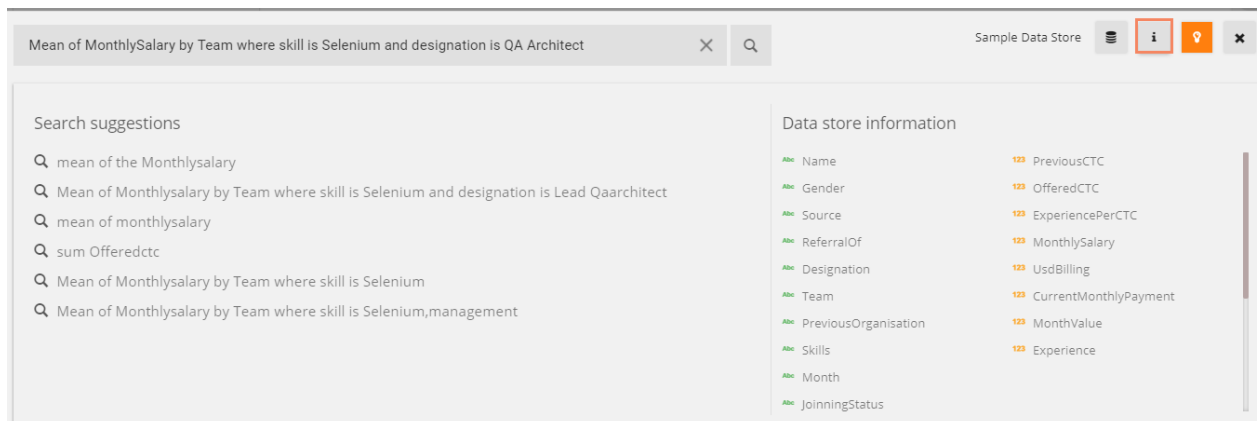 Mean of MonthlySalary by Team where skill is Selenium and designation is QA Architect
Sample Data Store
i
Search suggestions
mean of the Monthlysalary
Mean of Monthlysalary by Team where skill is Selenium and designation is Lead Qaarchitect
mean of monthlysalary
sum Offeredctc
Mean of Monthlysalary by Team where skill is Selenium
Mean of Monthlysalary by Team where skill is Selenium,management
Data store information
Abc Name
Abc Gender
Abc Source
Abc ReferralOf
Abc Designation
Abc Team
Abc PreviousOrganisation
Abc Skills
Abc Month
Abc JoinningStatus
123 PreviousCTC
123 OfferedCTC
123 ExperiencePerCTC
123 MonthlySalary
123 UsdBilling
123 CurrentMonthlyPayment
123 MonthValue
123 Experience